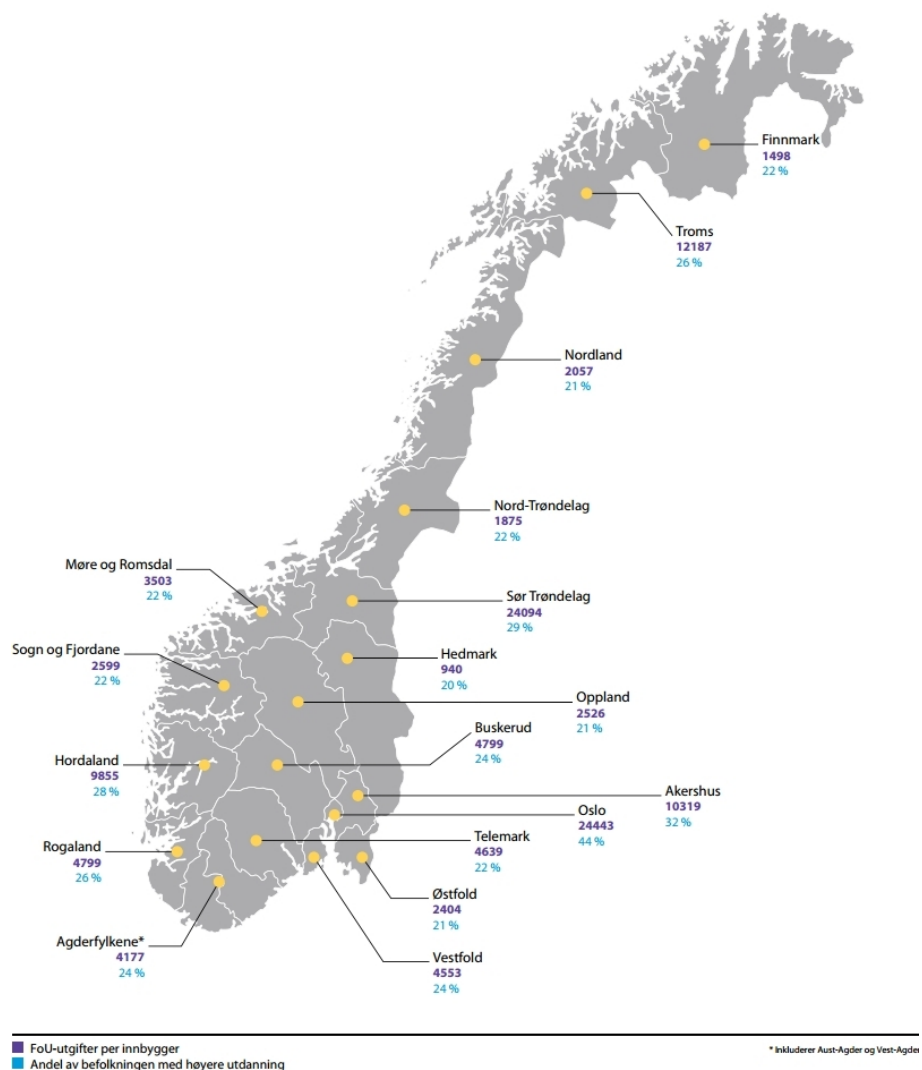 Finnmark
1498
22 %
Troms
12187
26 %
Nordland
2057
21 %
Nord-Trøndelag
1875
22 %
Møre og Romsdal
3503
22 %
Sør Trøndelag
24094
29 %
Sogn og Fjordane
2599
22 %
Hedmark
940
20 %
Oppland
2526
21 %
Buskerud
4799
24 %
Hordaland
9855
28 %
Akershus
10319
32 %
Oslo
24443
44 %
Telemark
4639
22 %
Rogaland
4799
26 %
Østfold
2404
21 %
Agderfylkene*
4177
24 %
Vestfold
4553
24 %
FoU-utgifter per innbygger
Andel av befolkningen med høyere utdanning
* Inkluderer Aust-Agder og Vest-Agder